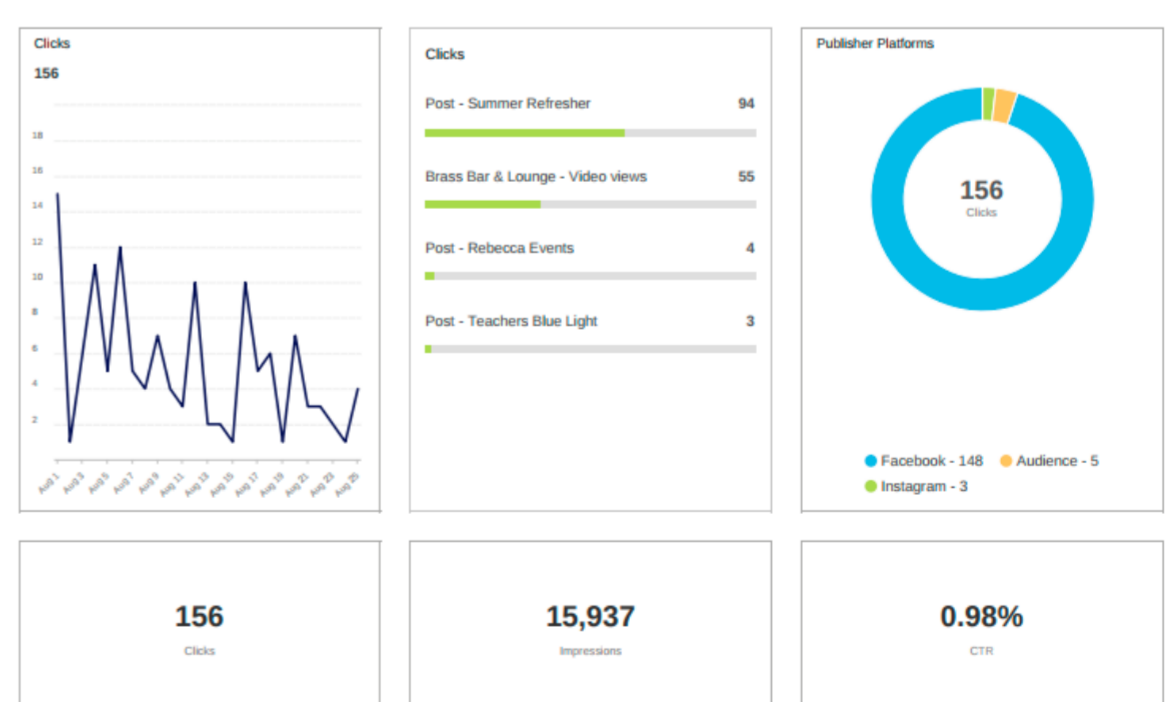 Clicks
156
18
16
14
12
10
8
6
4
2
Aug 1 Aug 3 Aug 5 Aug 7 Aug 9 Aug 11 Aug 13 Aug 15 Aug 17 Aug 19 Aug 21 Aug 23 Aug 25
Clicks
Post - Summer Refresher 94
Brass Bar & Lounge - Video views 55
Post - Rebecca Events 4
Post - Teachers Blue Light 3
Publisher Platforms
156
Clicks
Facebook - 148 Audience - 5
Instagram - 3
156
Clicks
15,937
Impressions
0.98%
CTR